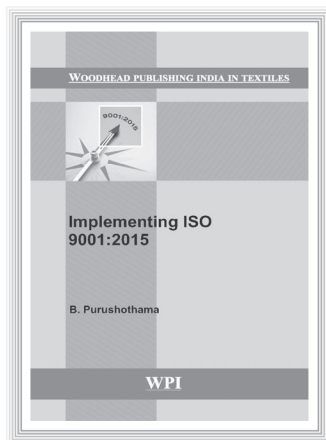 WOODHEAD PUBLISHING INDIA IN TEXTILES
9001:2015
Implementing ISO
9001:2015
B. Purushothama
WPI